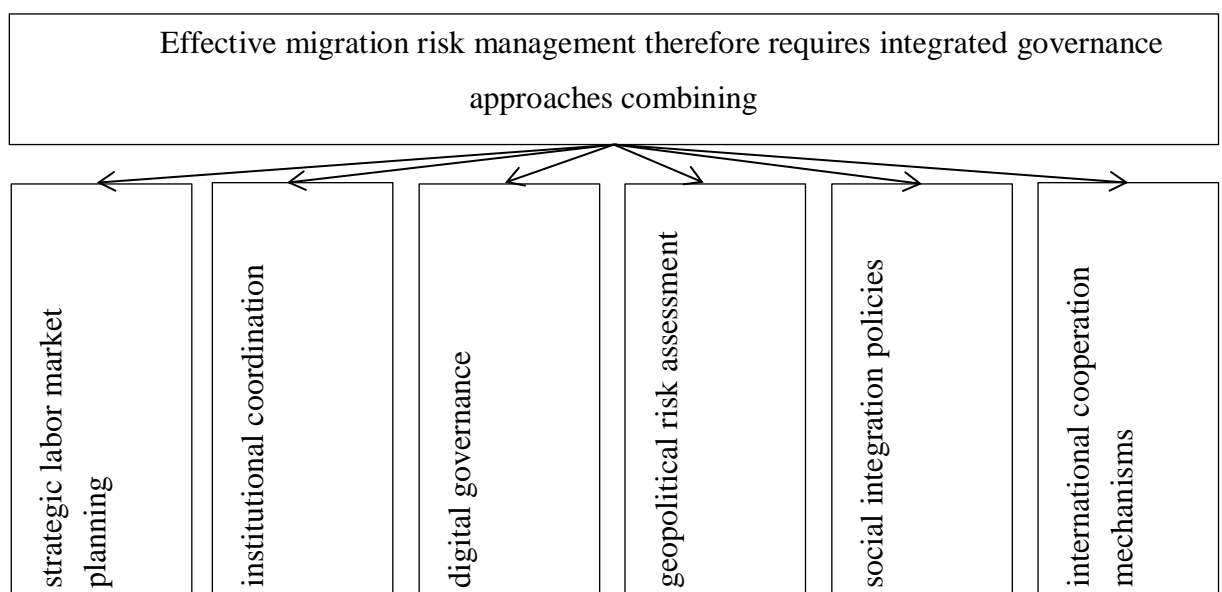 Effective migration risk management therefore requires integrated governance
approaches combining
strategic labor market
planning
institutional coordination
digital governance
geopolitical risk assessment
social integration policies
international cooperation
mechanisms